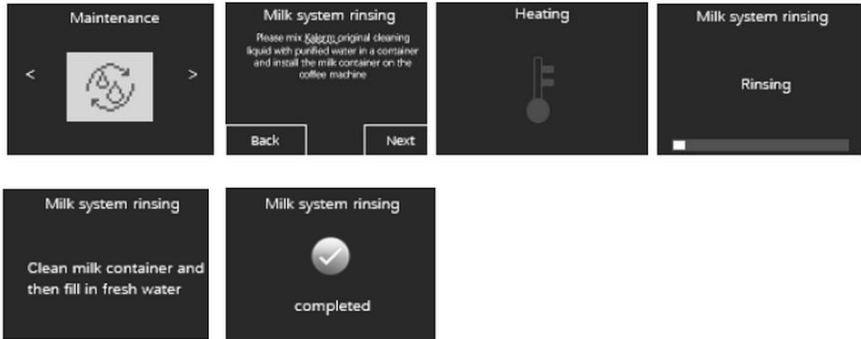 Maintenance
<
>
Milk system rinsing
Please mix Kalerm original cleaning
liquid with purified water in a container
and install the milk container on the
coffee machine
Back
Next
Heating
Milk system rinsing
Rinsing
Milk system rinsing
Clean milk container and
then fill in fresh water
Milk system rinsing
completed